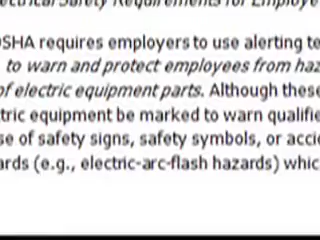 Electrical Safety Requirements for Employe
OSHA requires employers to use alerting te
to warn and protect employees from haz
of electric equipment parts. Although these
tric equipment be marked to warn qualifie
se of safety signs, safety symbols, or accid
ards (e.g., electric-arc-flash hazards) whic